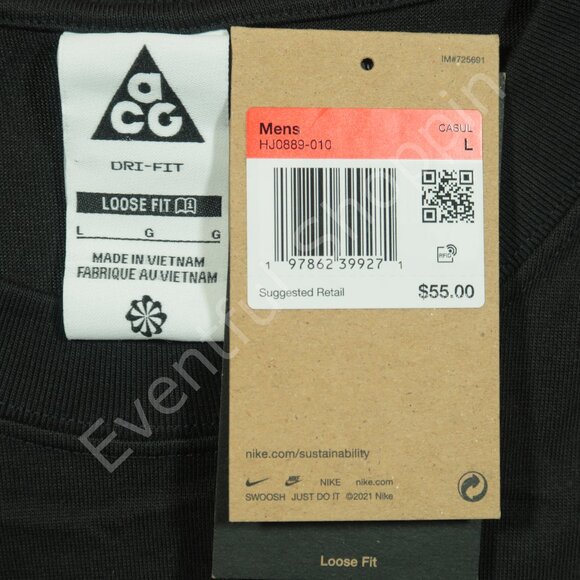 aCG
DRI-FIT
LOOSE FIT
L G G
MADE IN VIETNAM
FABRIQUE AU VIETNAM
IM#725691
Mens CASUL
HJ0889-010 L
1 97862 39927 1
RFID
Suggested Retail $55.00
nike.com/sustainability
NIKE nike.com
SWOOSH JUST DO IT ©2021 Nike
Loose Fit
Eventful shoppin